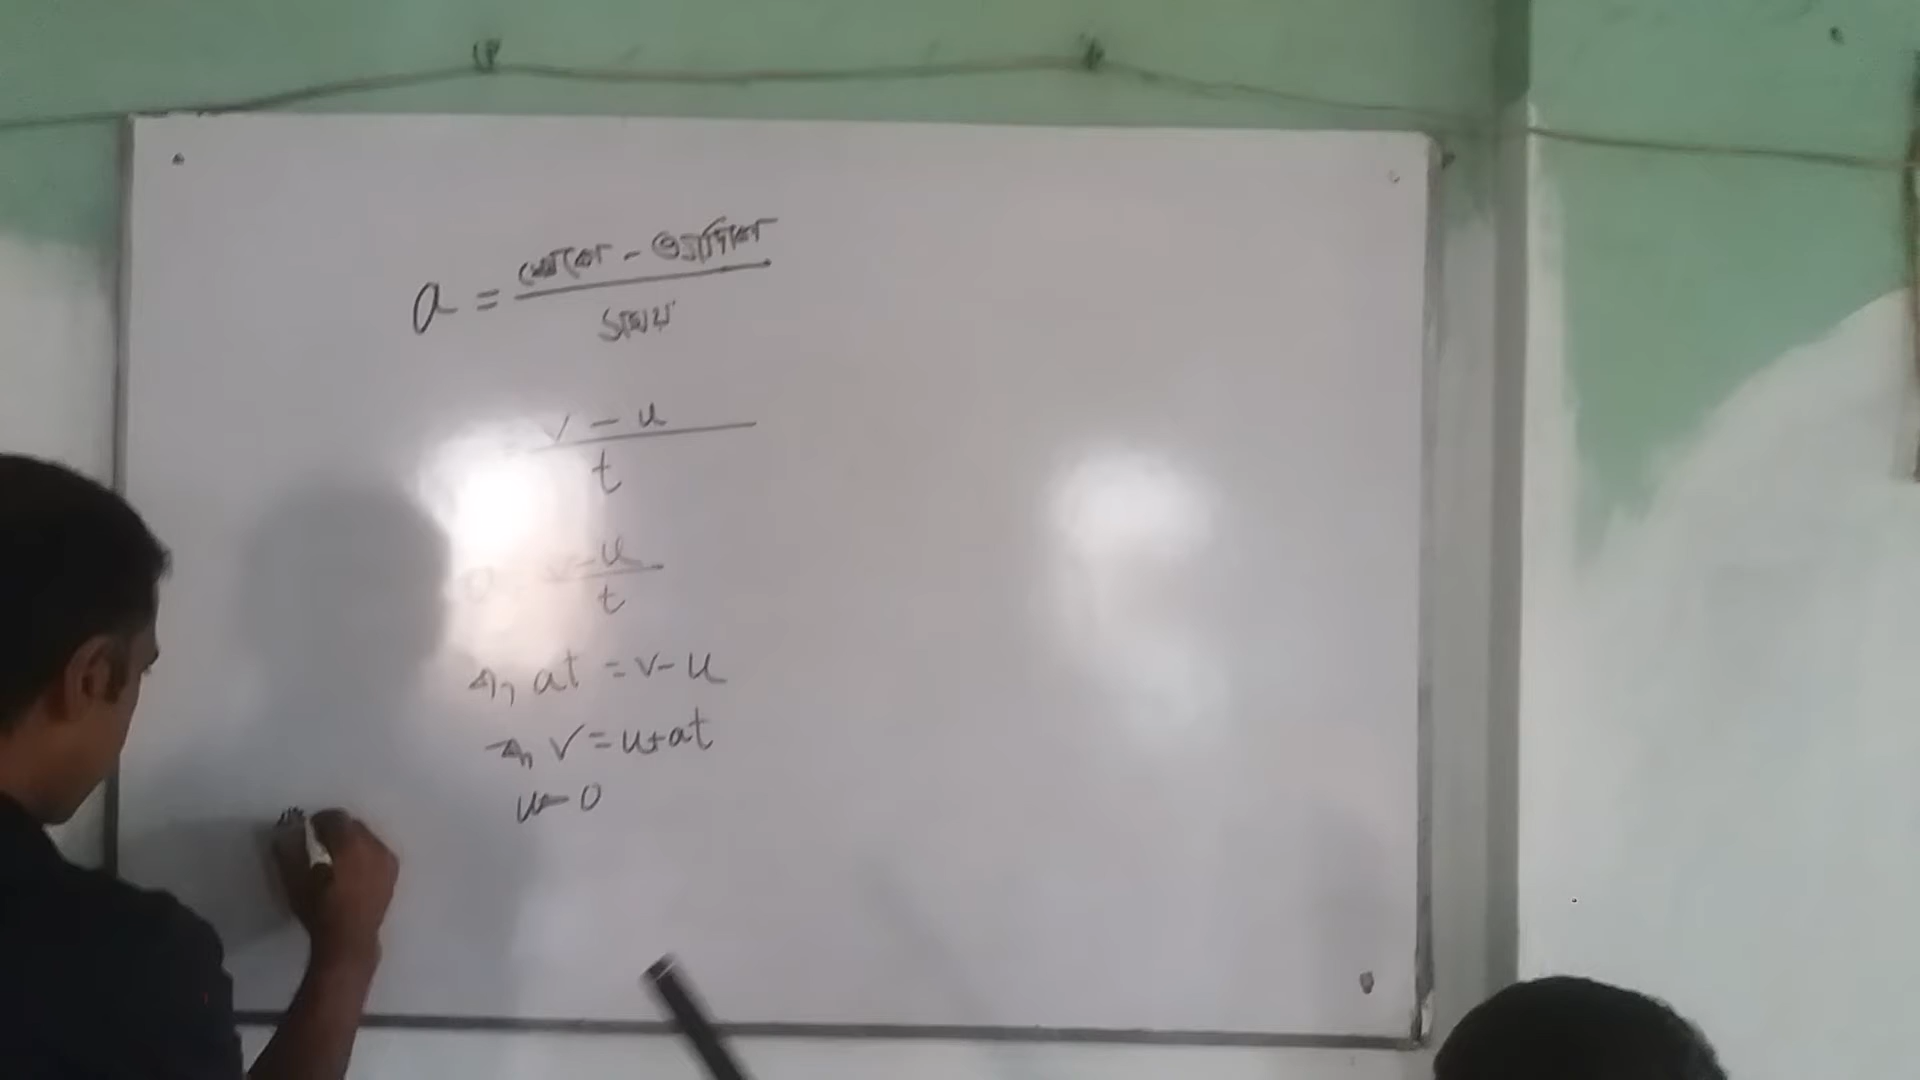 a = শেষবেগ - আদিবেগ / সময়
v - u / t
a = v - u / t
বা, at = v - u
বা, v = u + at
u = 0